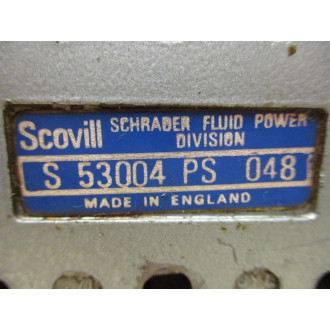 Scovill SCHRADER FLUID POWER
DIVISION
S 53004 PS 048
MADE IN ENGLAND